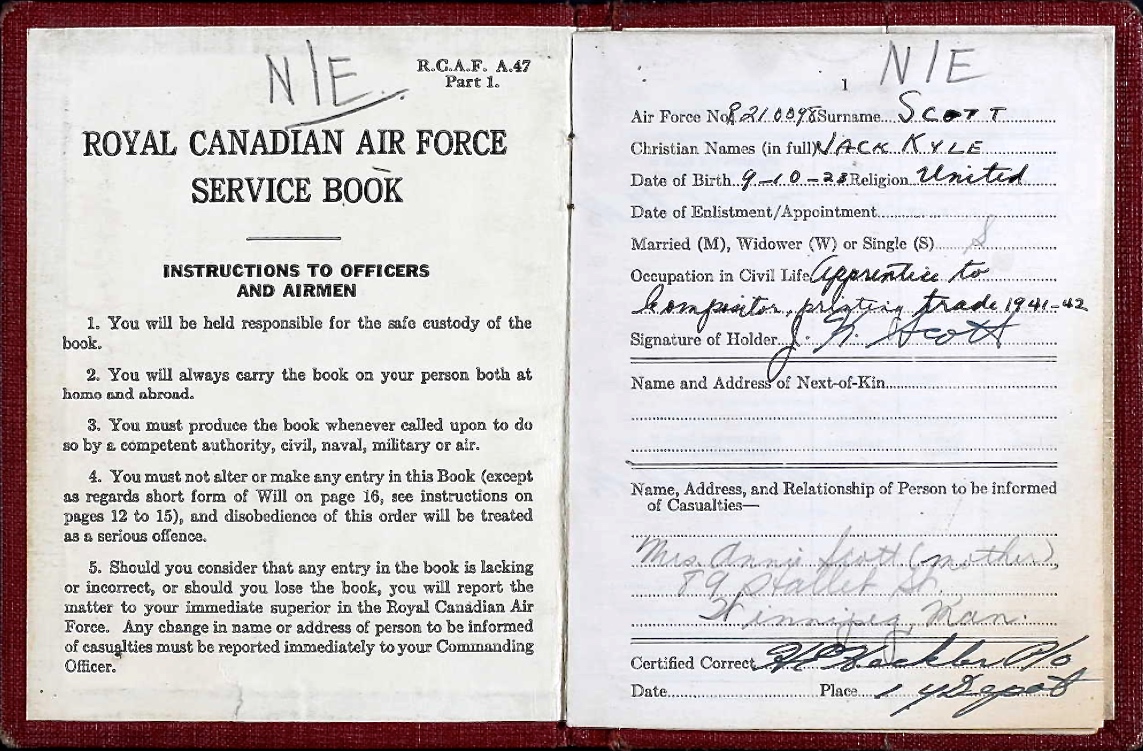 N/E
R.C.A.F. A.47
Part 1.
ROYAL CANADIAN AIR FORCE
SERVICE BOOK
INSTRUCTIONS TO OFFICERS
AND AIRMEN
1. You will be held responsible for the safe custody of the
book.
2. You will always carry the book on your person both at
home and abroad.
3. You must produce the book whenever called upon to do
so by a competent authority, civil, naval, military or air.
4. You must not alter or make any entry in this Book (except
as regards short form of Will on page 16, see instructions on
pages 12 to 15), and disobedience of this order will be treated
as a serious offence.
5. Should you consider that any entry in the book is lacking
or incorrect, or should you lose the book, you will report the
matter to your immediate superior in the Royal Canadian Air
Force. Any change in name or address of person to be informed
of casualties must be reported immediately to your Commanding
Officer.
N/E
1
Air Force No. R210098 Surname SCOTT
Christian Names (in full) JACK KYLE
Date of Birth 9-10-23 Religion United
Date of Enlistment/Appointment
Married (M), Widower (W) or Single (S) S
Occupation in Civil Life Apprentice to
Compositor, printing trade 1941-42
Signature of Holder J. K. Scott
Name and Address of Next-of-Kin
Name, Address, and Relationship of Person to be informed
of Casualties—
Mrs. Annie Scott (mother),
89 Hallet St.
Winnipeg, Man.
Certified Correct P/O
Date Place 1 Y Depot